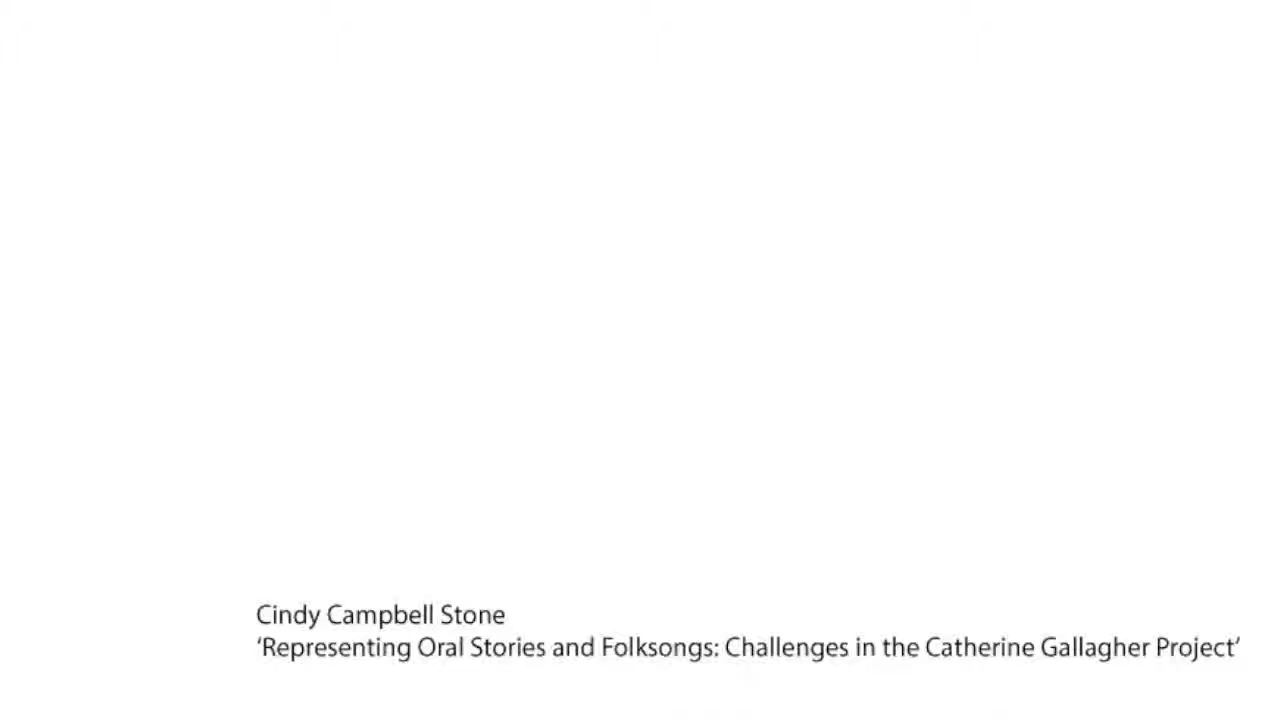 Cindy Campbell Stone
‘Representing Oral Stories and Folksongs: Challenges in the Catherine Gallagher Project’